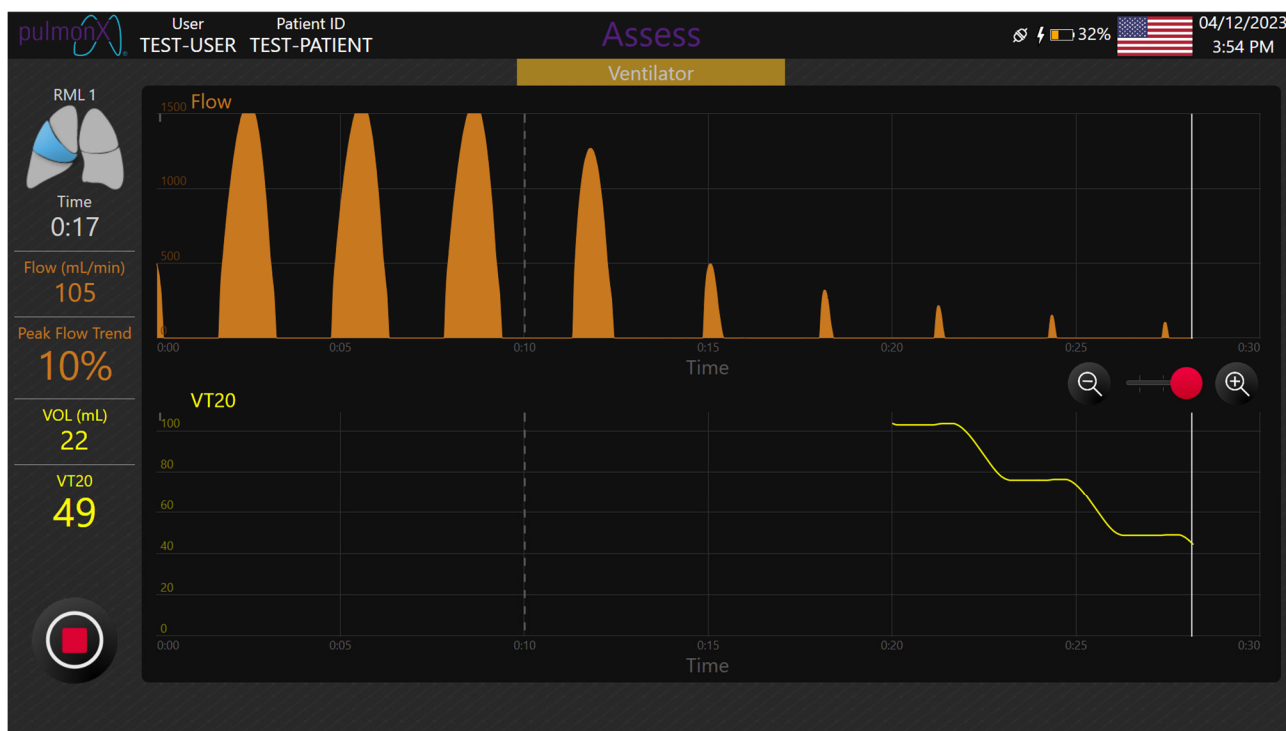 pulmonX
User
TEST-USER
Patient ID
TEST-PATIENT
Assess
32%
04/12/2023
3:54 PM
Ventilator
RML 1
Time
0:17
Flow (mL/min)
105
Peak Flow Trend
10%
VOL (mL)
22
VT20
49
Flow
1500
1000
500
0
0:00 0:05 0:10 0:15 0:20 0:25 0:30
Time
VT20
100
80
60
40
20
0
0:00 0:05 0:10 0:15 0:20 0:25 0:30
Time